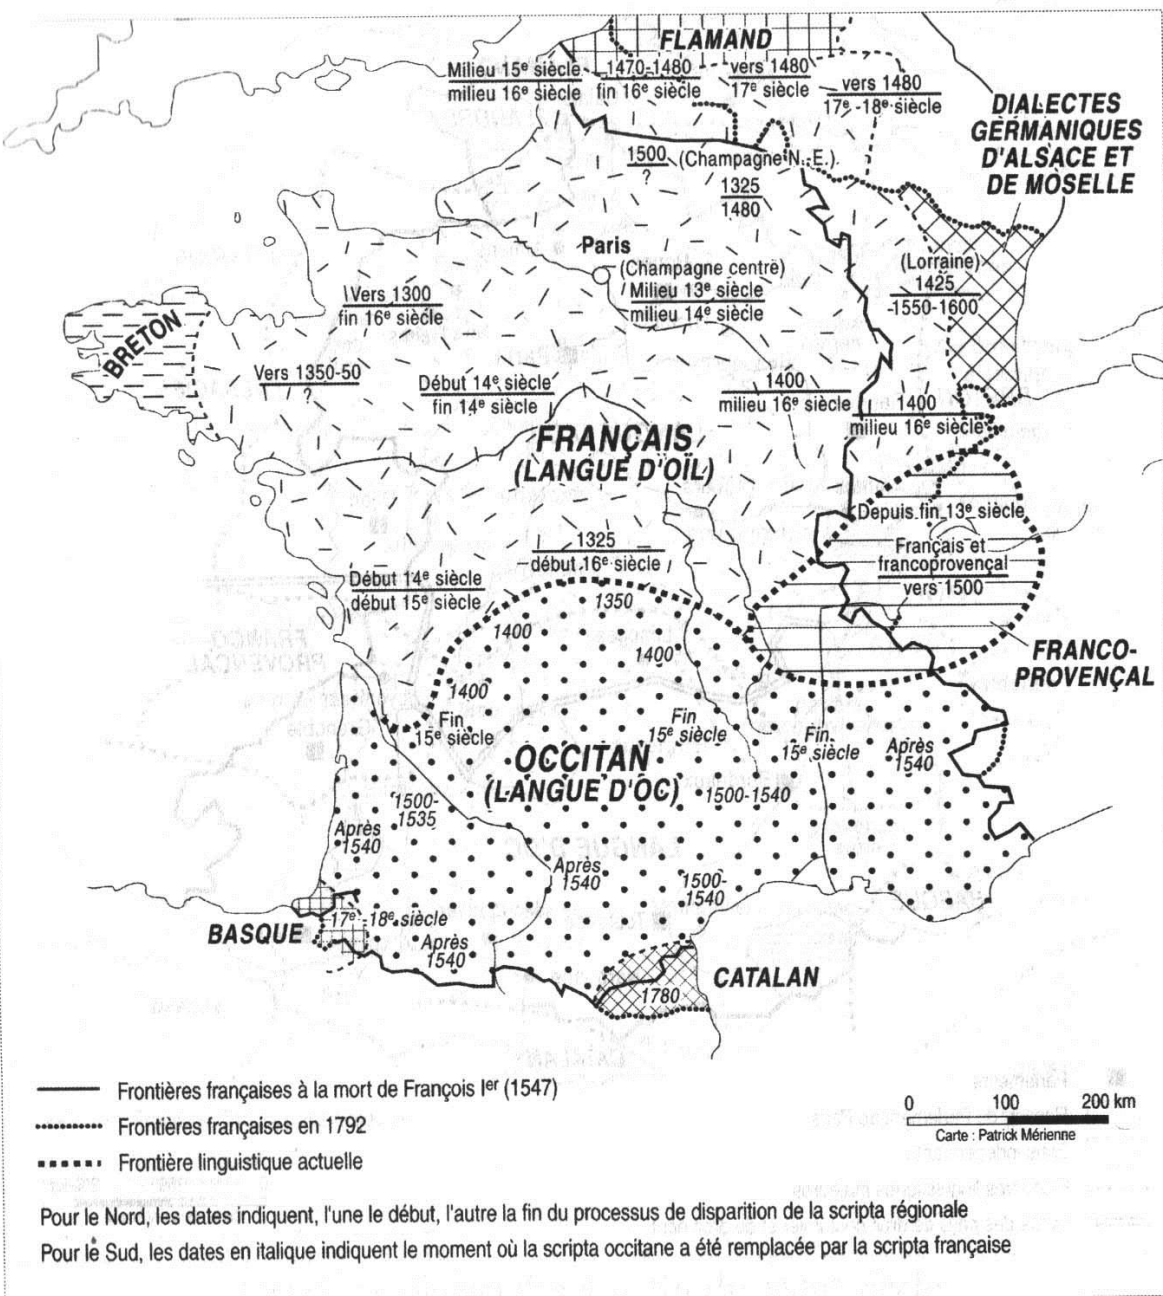 FLAMAND
Milieu 15e siècle
milieu 16e siècle
1470-1480
fin 16e siècle
vers 1480
17e siècle
vers 1480
17e -18e siècle
DIALECTES
GERMANIQUES
D'ALSACE ET
DE MOSELLE
1500
?
(Champagne N.-E.)
1325
1480
Paris
(Champagne centre)
Milieu 13e siècle
milieu 14e siècle
(Lorraine)
1425
-1550-1600
Vers 1300
fin 16e siècle
BRETON
Vers 1350-50
?
Début 14e siècle
fin 14e siècle
1400
milieu 16e siècle
1400
milieu 16e siècle
FRANÇAIS
(LANGUE D'OÏL)
Depuis fin 13e siècle
Français et
francoprovençal
vers 1500
1325
début 16e siècle
Début 14e siècle
début 15e siècle
1350
1400
1400
1400
FRANCO-
PROVENÇAL
Fin
15e siècle
Fin
15e siècle
Fin
15e siècle
Après
1540
OCCITAN
(LANGUE D'OC)
1500-1540
1500-
1535
Après
1540
Après
1540
1500-
1540
BASQUE
17e -18e siècle
Après
1540
CATALAN
1780
Frontières françaises à la mort de François Ier (1547)
Frontières françaises en 1792
Frontière linguistique actuelle
0 100 200 km
Carte : Patrick Mérienne
Pour le Nord, les dates indiquent, l'une le début, l'autre la fin du processus de disparition de la scripta régionale
Pour le Sud, les dates en italique indiquent le moment où la scripta occitane a été remplacée par la scripta française